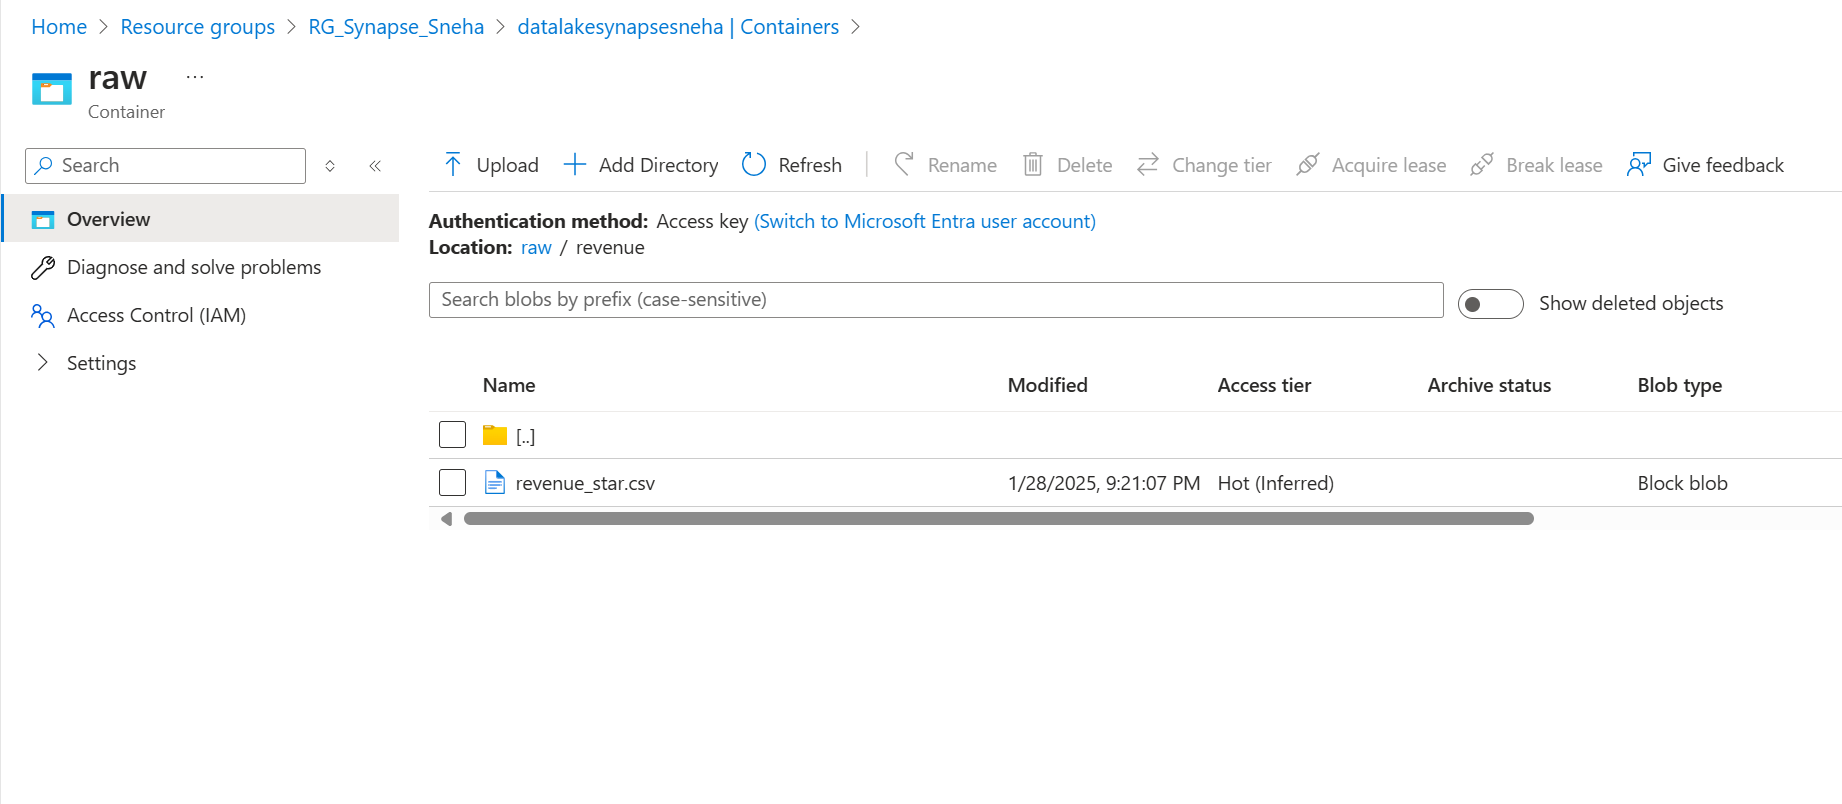 Home > Resource groups > RG_Synapse_Sneha > datalakesynapsesneha | Containers >
raw ...
Container
Search
Upload Add Directory Refresh Rename Delete Change tier Acquire lease Break lease Give feedback
Overview
Diagnose and solve problems
Access Control (IAM)
Settings
Authentication method: Access key (Switch to Microsoft Entra user account)
Location: raw / revenue
Search blobs by prefix (case-sensitive)
Show deleted objects
Name Modified Access tier Archive status Blob type
[..]
revenue_star.csv 1/28/2025, 9:21:07 PM Hot (Inferred) Block blob